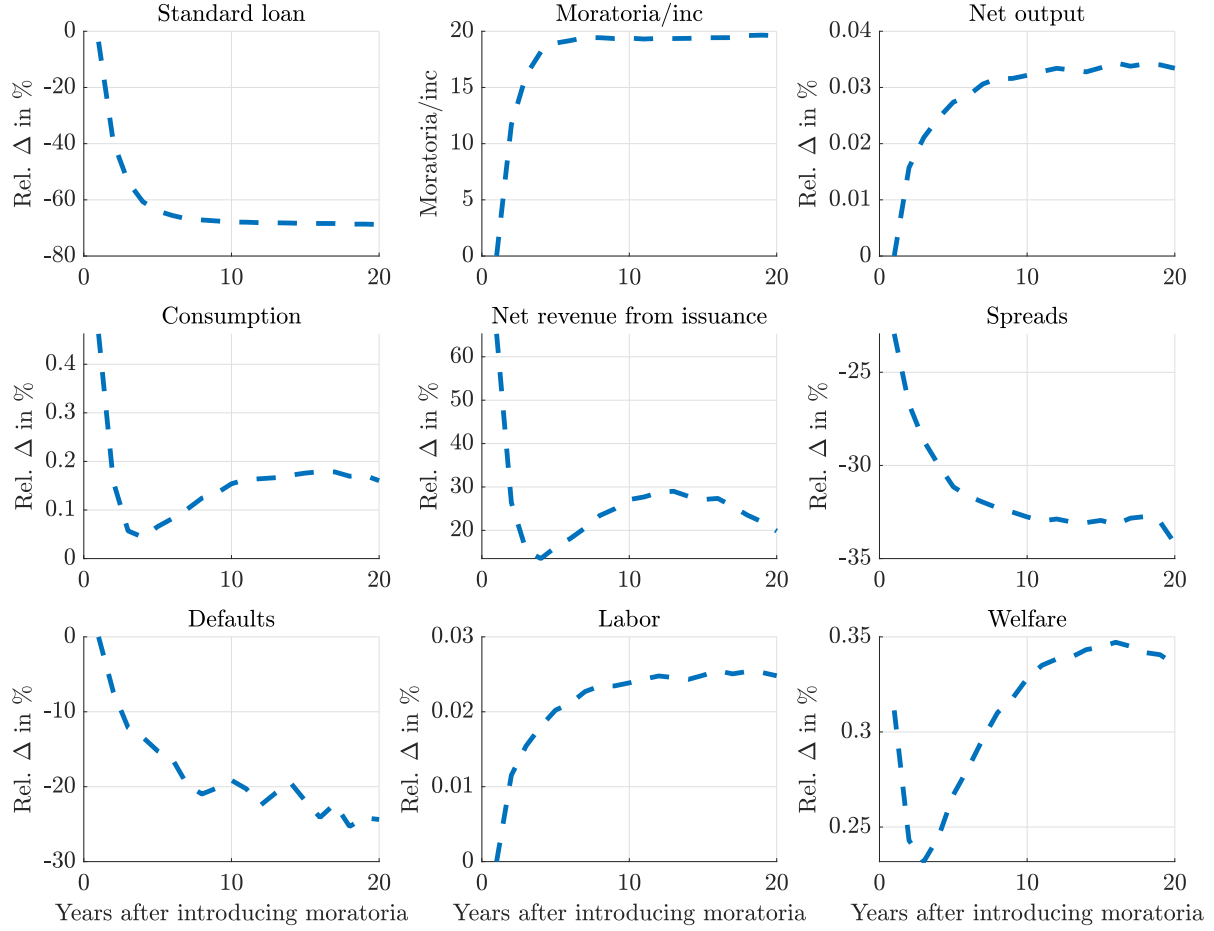 Standard loan
Moratoria/inc
Net output
Rel. Δ in %
0
-20
-40
-60
-80
0 10 20
Moratoria/inc
20
15
10
5
0
0 10 20
Rel. Δ in %
0.04
0.03
0.02
0.01
0
0 10 20
Consumption
Net revenue from issuance
Spreads
Rel. Δ in %
0.4
0.3
0.2
0.1
0
0 10 20
Rel. Δ in %
60
50
40
30
20
0 10 20
Rel. Δ in %
-25
-30
-35
0 10 20
Defaults
Labor
Welfare
Rel. Δ in %
0
-10
-20
-30
0 10 20
Years after introducing moratoria
Rel. Δ in %
0.03
0.02
0.01
0
0 10 20
Years after introducing moratoria
Rel. Δ in %
0.35
0.3
0.25
0 10 20
Years after introducing moratoria